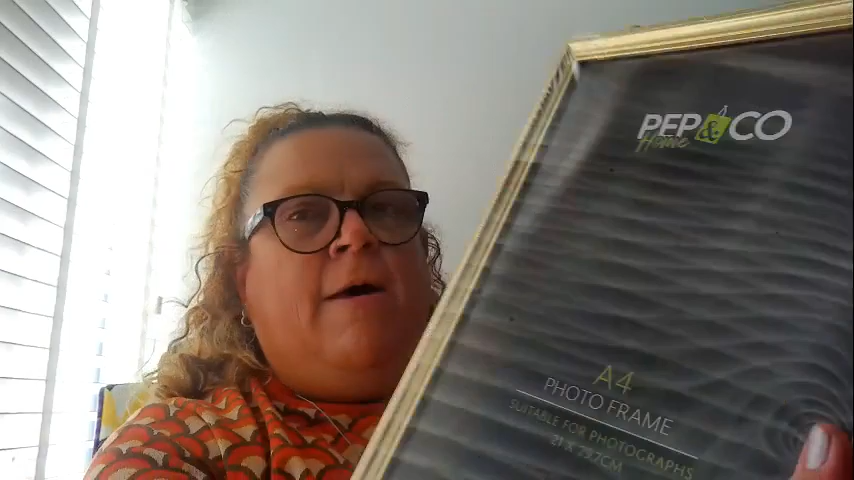 PEP&CO
Home
A4
PHOTO FRAME
SUITABLE FOR PHOTOGRAPHS
21 X 29.7CM